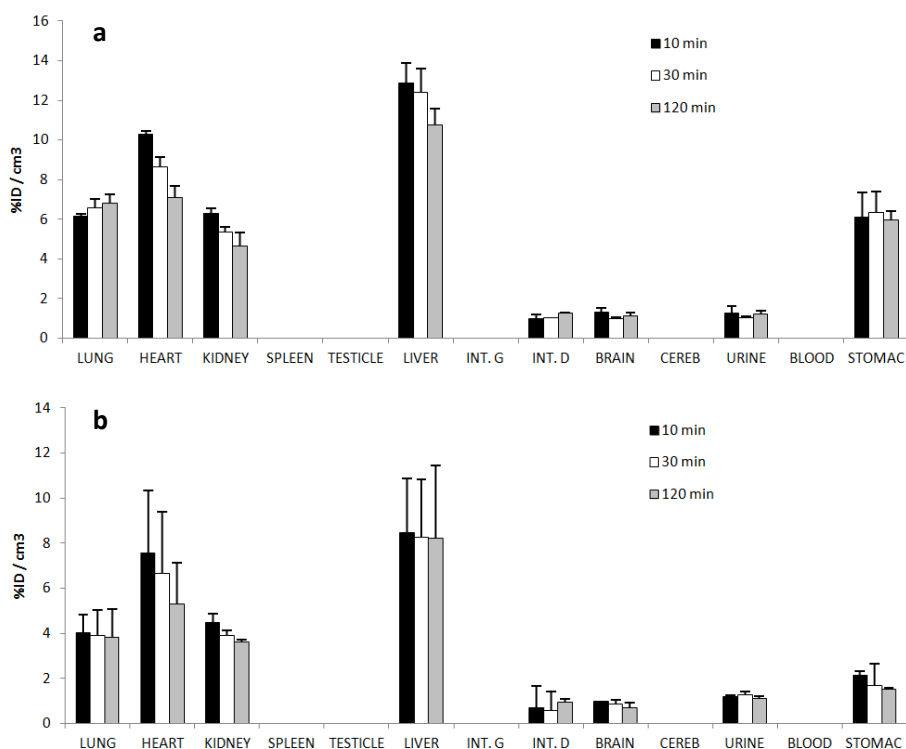 a
16
14
12
10
8
6
4
2
0
%ID / cm3
10 min
30 min
120 min
LUNG HEART KIDNEY SPLEEN TESTICLE LIVER INT. G INT. D BRAIN CEREB URINE BLOOD STOMAC
b
14
12
10
8
6
4
2
0
%ID / cm3
10 min
30 min
120 min
LUNG HEART KIDNEY SPLEEN TESTICLE LIVER INT. G INT. D BRAIN CEREB URINE BLOOD STOMAC